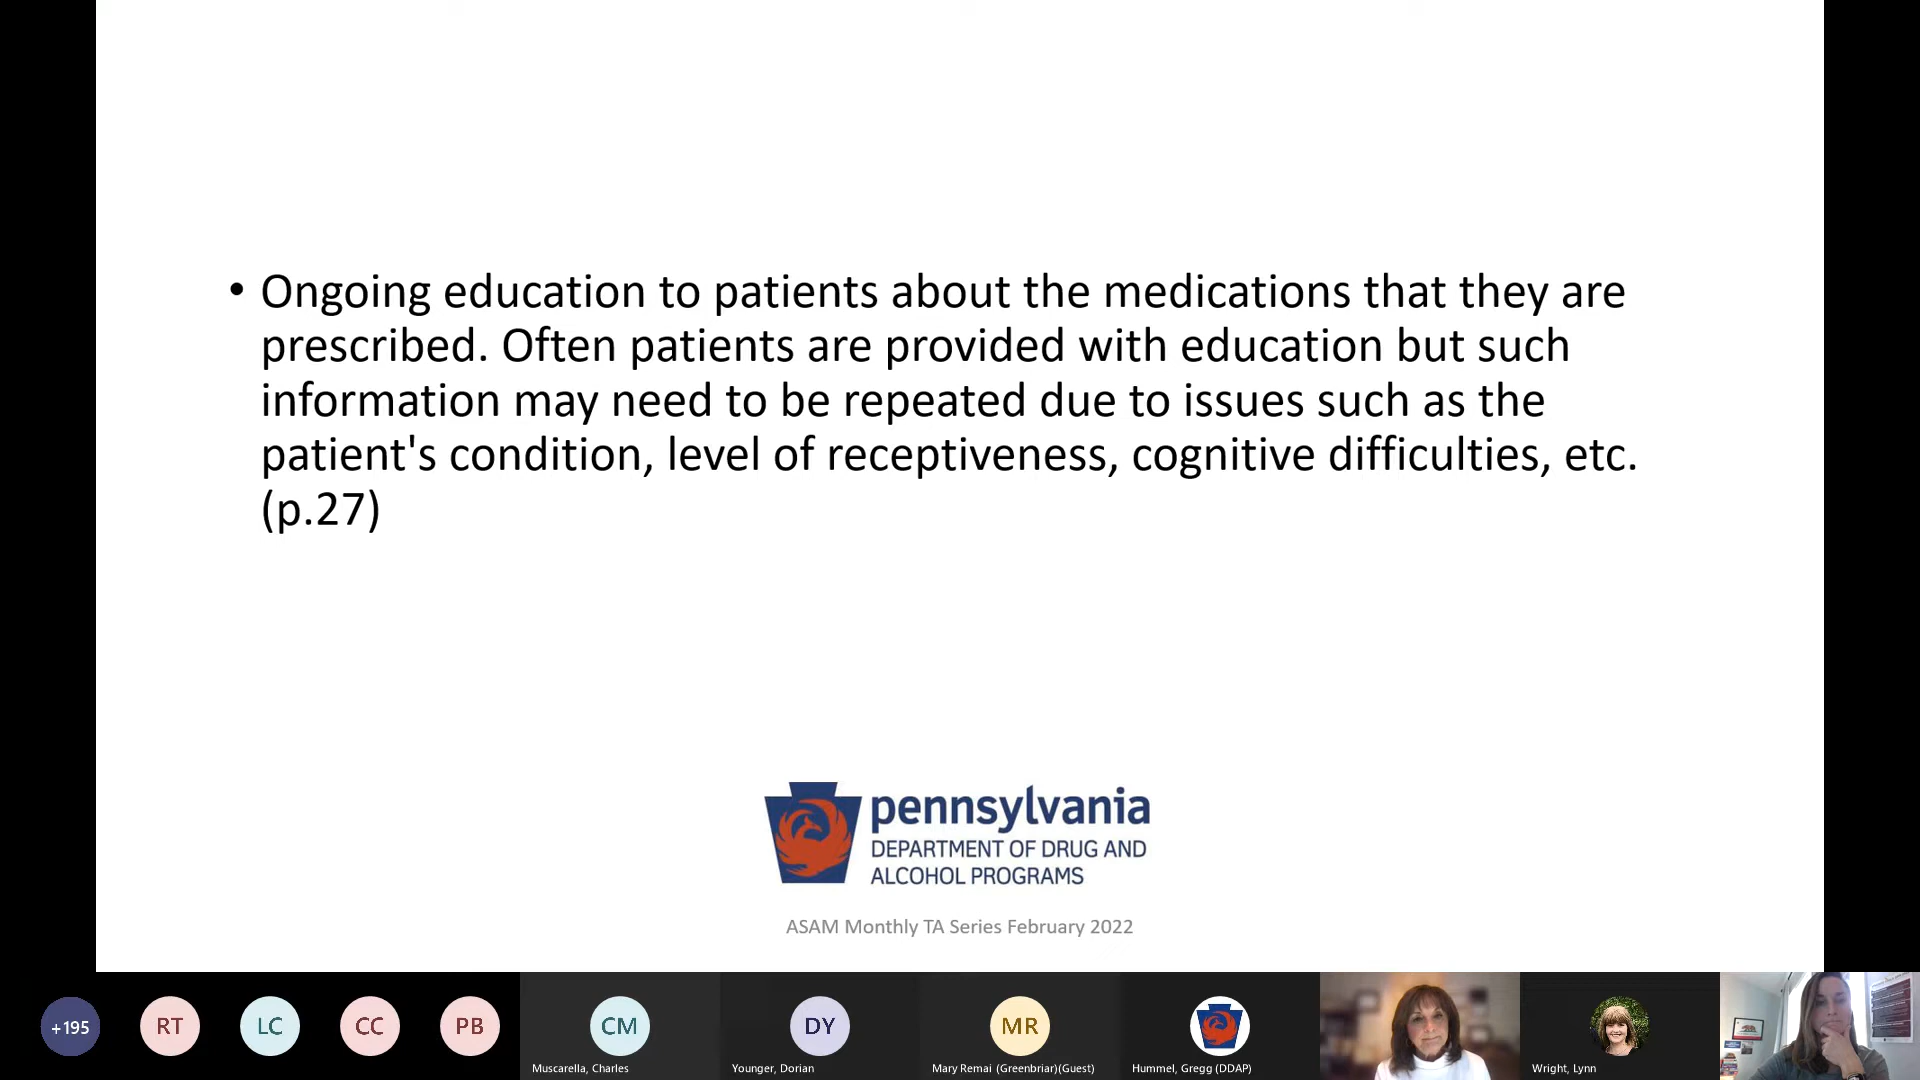 • Ongoing education to patients about the medications that they are
prescribed. Often patients are provided with education but such
information may need to be repeated due to issues such as the
patient's condition, level of receptiveness, cognitive difficulties, etc.
(p.27)
pennsylvania
DEPARTMENT OF DRUG AND
ALCOHOL PROGRAMS
ASAM Monthly TA Series February 2022
+195
RT
LC
CC
PB
CM
DY
MR
Muscarella, Charles
Younger, Dorian
Mary Remai (Greenbriar)(Guest)
Hummel, Gregg (DDAP)
Wright, Lynn